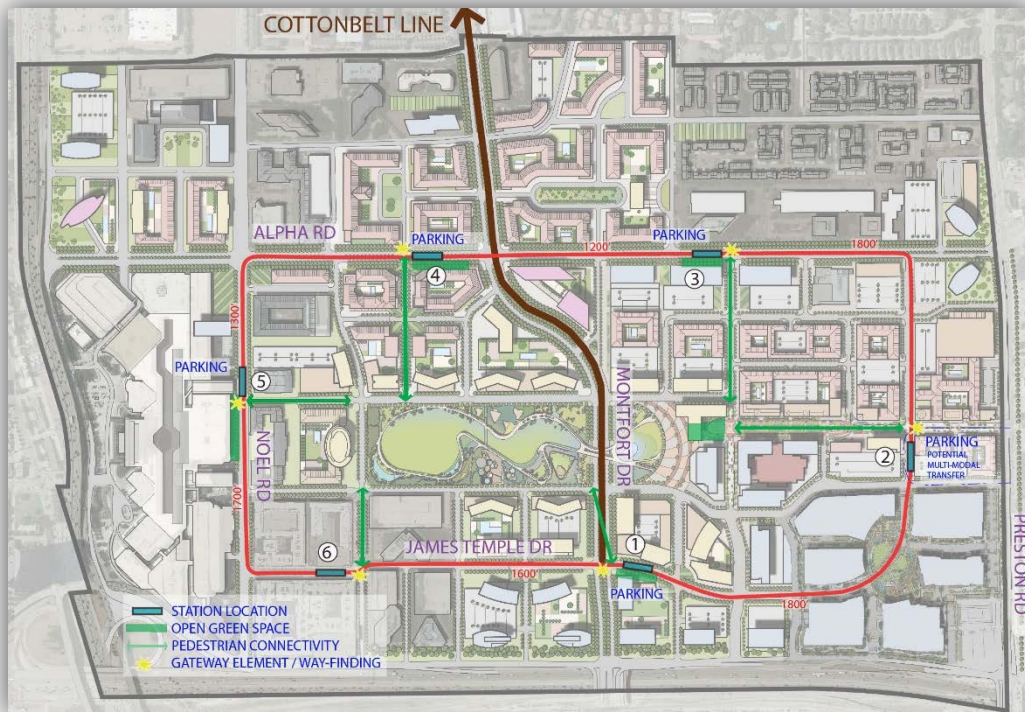 COTTONBELT LINE
ALPHA RD
PARKING
4
1200'
PARKING
3
1800'
1300'
PARKING
5
NOEL RD
1700'
MONTFORT DR
2
PARKING
POTENTIAL
MULTI-MODAL
TRANSFER
PRESTON RD
6
JAMES TEMPLE DR
1600'
1
PARKING
1800'
STATION LOCATION
OPEN GREEN SPACE
PEDESTRIAN CONNECTIVITY
GATEWAY ELEMENT / WAY-FINDING